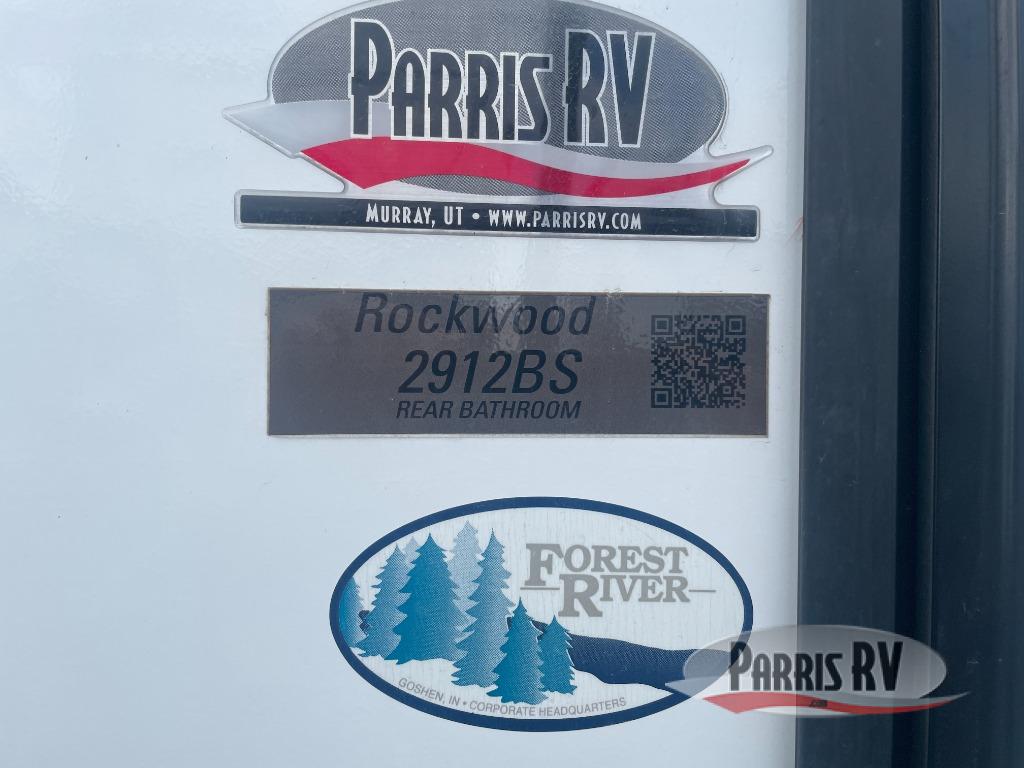 PARRIS RV
MURRAY, UT • WWW.PARRISRV.COM
Rockwood
2912BS
REAR BATHROOM
FOREST
RIVER
GOSHEN, IN • CORPORATE HEADQUARTERS
PARRIS RV
.com